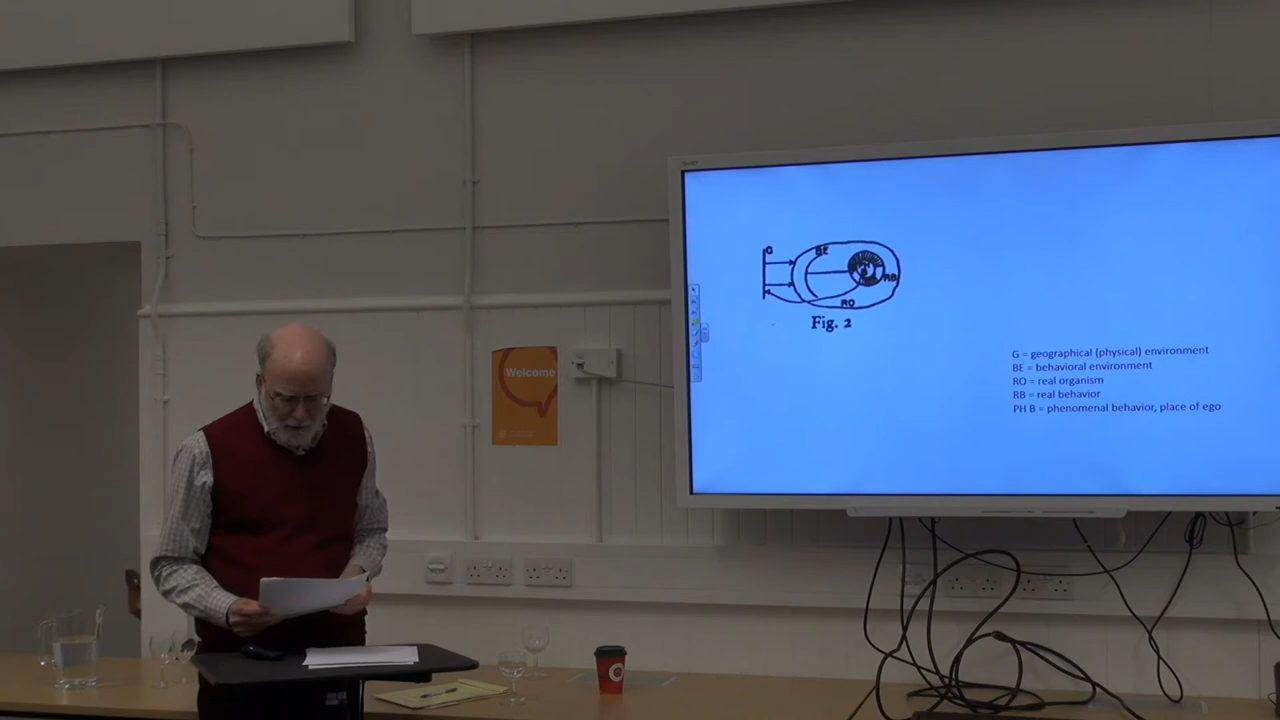 Welcome
G
BE
RB
RO
Fig. 2
G = geographical (physical) environment
BE = behavioral environment
RO = real organism
RB = real behavior
PH B = phenomenal behavior, place of ego